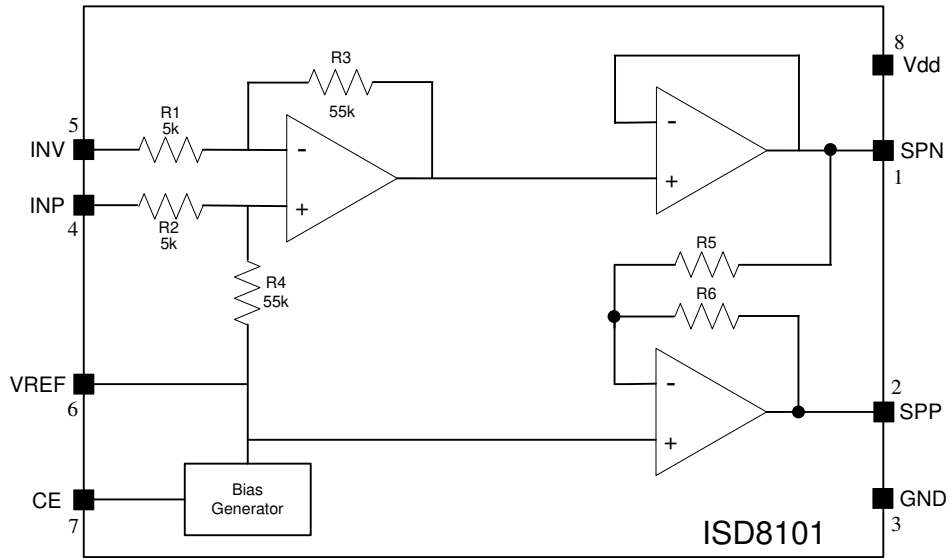 8
Vdd
R3
55k
R1
5k
5
INV
-
-
SPN
1
+
INP
4
+
R2
5k
R5
R4
55k
R6
VREF
6
-
2
SPP
+
Bias
Generator
CE
7
GND
3
ISD8101